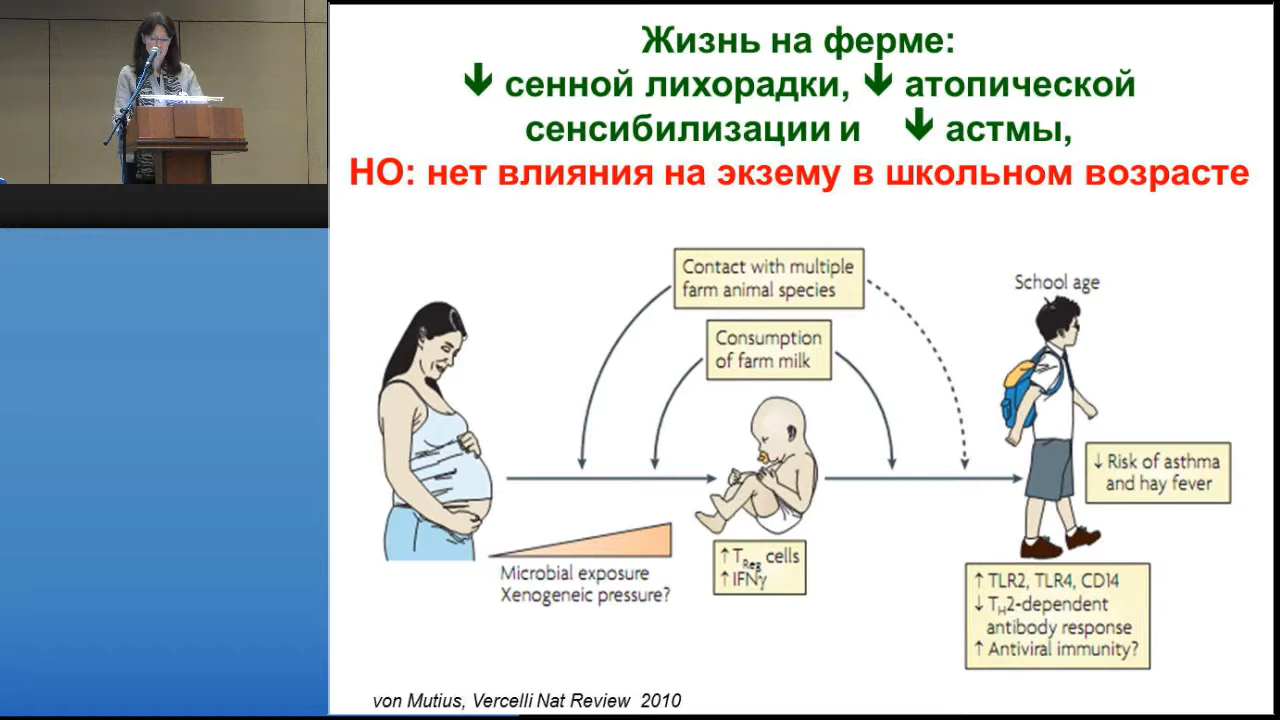 Жизнь на ферме:
🡻 сенной лихорадки, 🡻 атопической
сенсибилизации и 🡻 астмы,
НО: нет влияния на экзему в школьном возрасте
Contact with multiple
farm animal species
Consumption
of farm milk
School age
↓ Risk of asthma
and hay fever
Microbial exposure
Xenogeneic pressure?
↑ TReg cells
↑ IFNγ
↑ TLR2, TLR4, CD14
↓ TH2-dependent
antibody response
↑ Antiviral immunity?
von Mutius, Vercelli Nat Review 2010